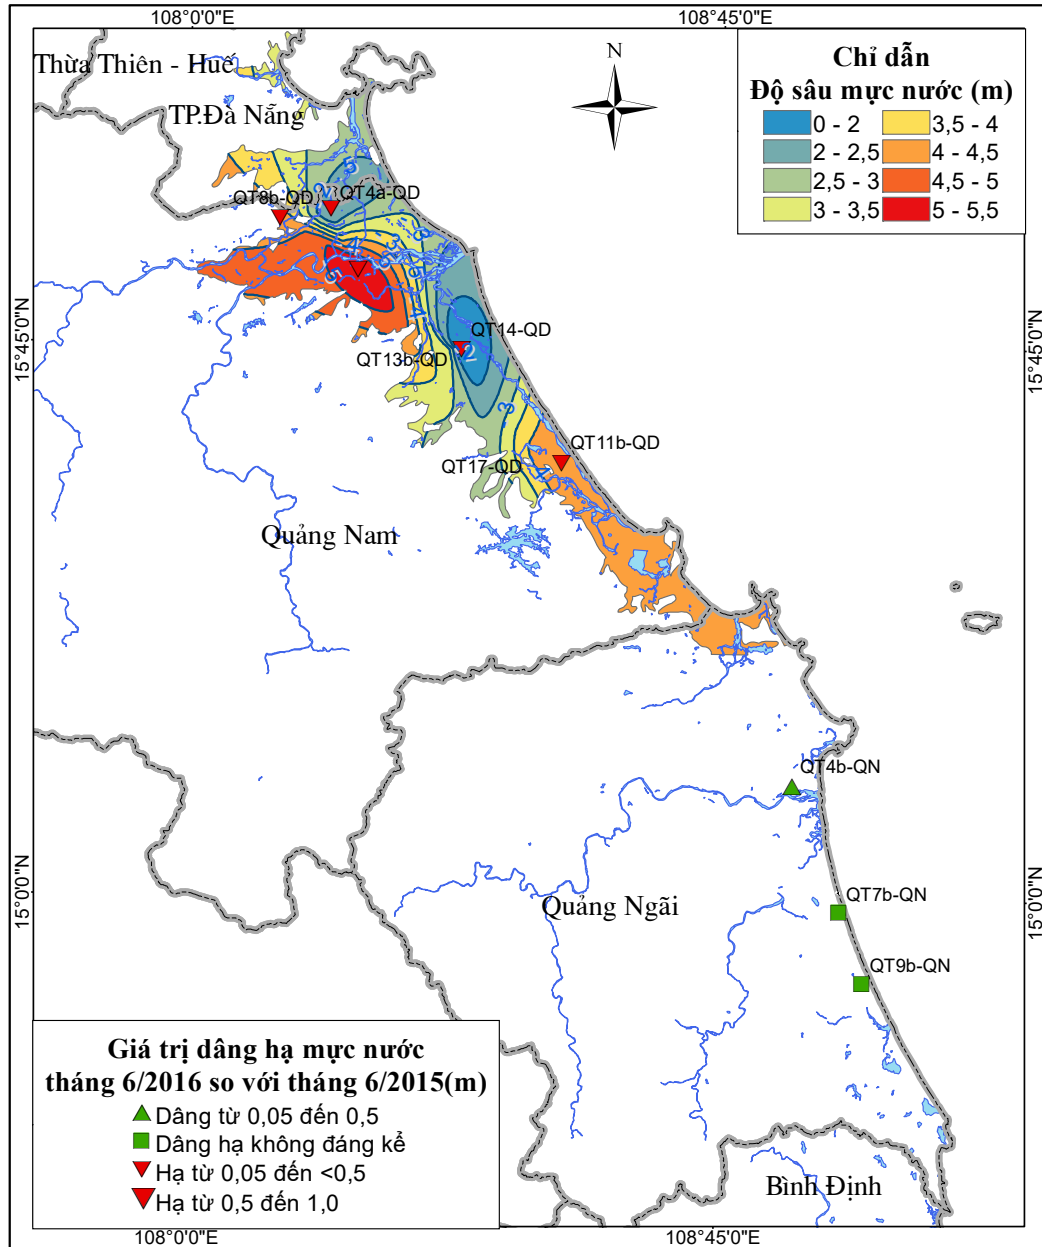 108°0'0"E
108°45'0"E
Thừa Thiên - Huế
TP.Đà Nẵng
N
Chỉ dẫn
Độ sâu mực nước (m)
0 - 2
3,5 - 4
2 - 2,5
4 - 4,5
2,5 - 3
4,5 - 5
3 - 3,5
5 - 5,5
QT8b-QD
QT4a-QD
15°45'0"N
15°45'0"N
QT14-QD
QT13b-QD
2
3
QT11b-QD
QT17-QD
Quảng Nam
QT4b-QN
15°0'0"N
15°0'0"N
QT7b-QN
Quảng Ngãi
QT9b-QN
Giá trị dâng hạ mực nước
tháng 6/2016 so với tháng 6/2015(m)
Dâng từ 0,05 đến 0,5
Dâng hạ không đáng kể
Hạ từ 0,05 đến <0,5
Hạ từ 0,5 đến 1,0
Bình Định
108°0'0"E
108°45'0"E